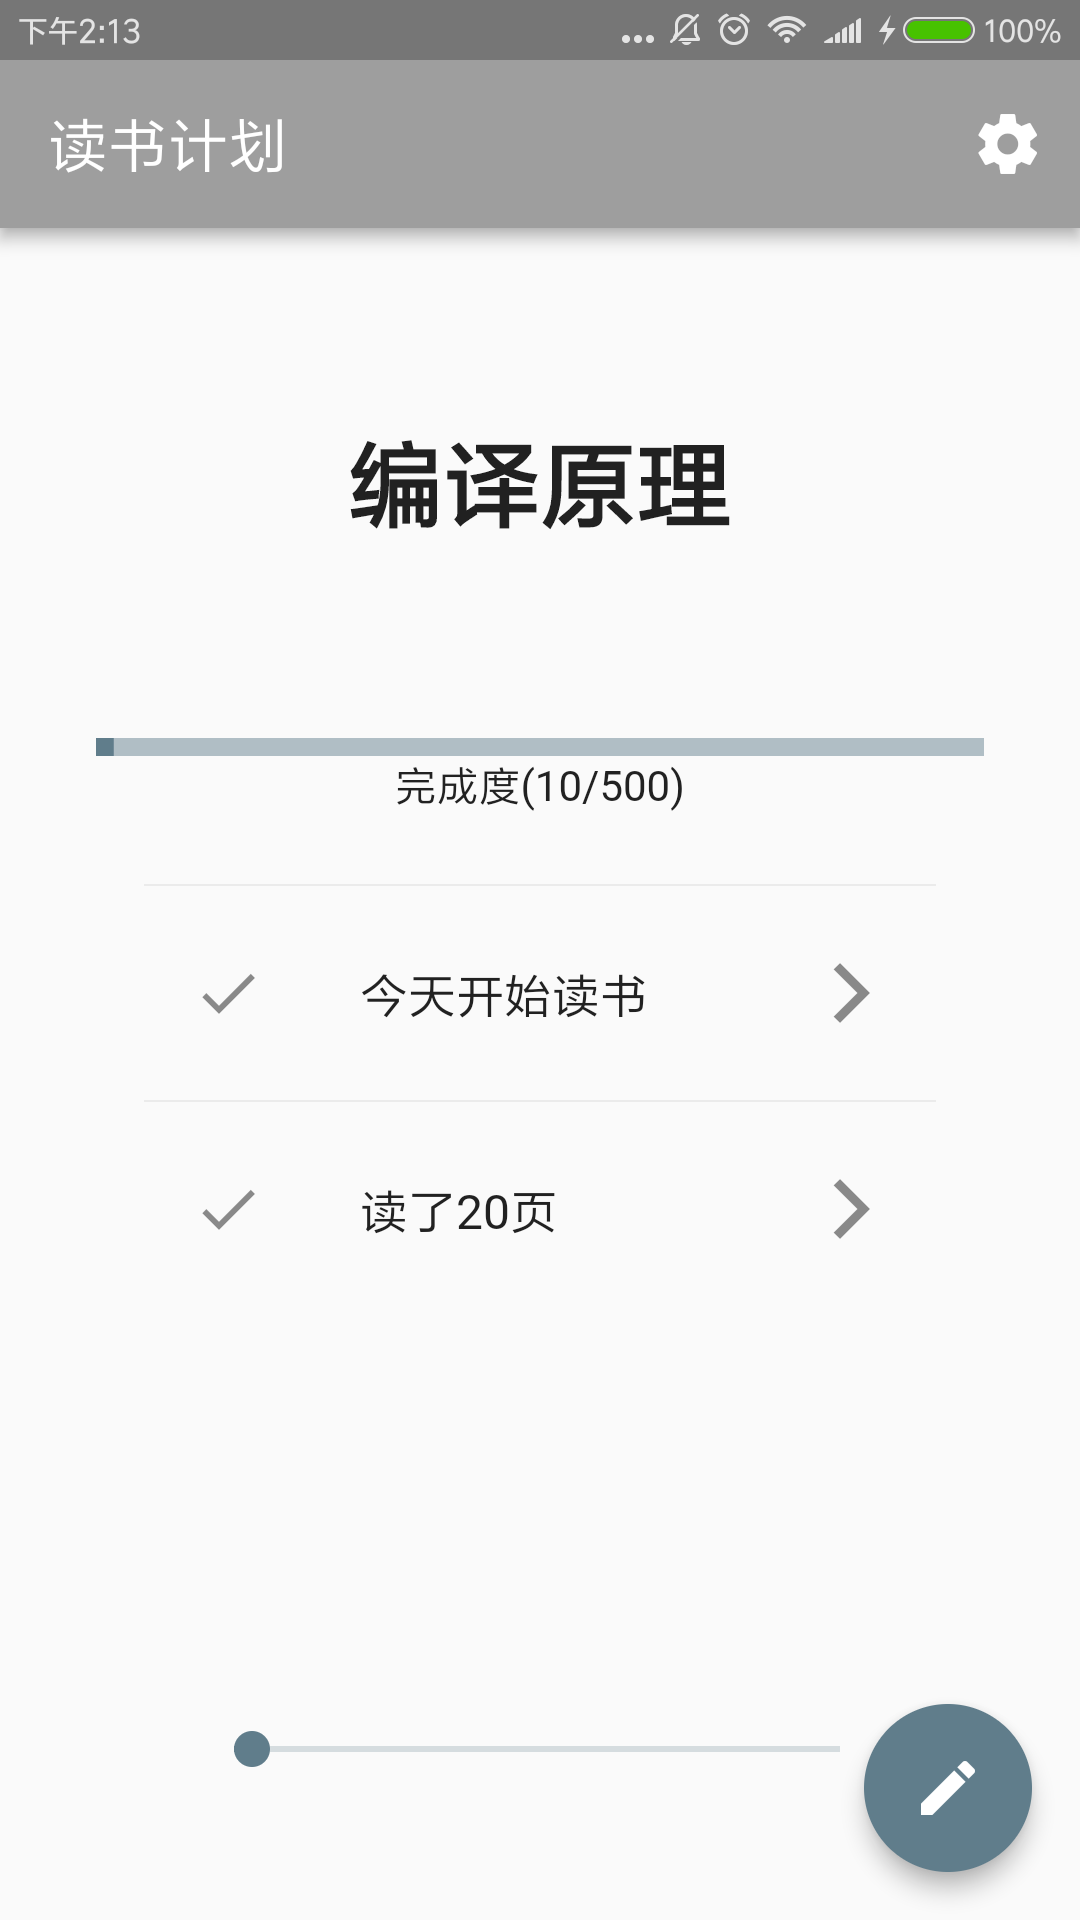 下午2:13
100%
读书计划
编译原理
完成度(10/500)
今天开始读书
读了20页